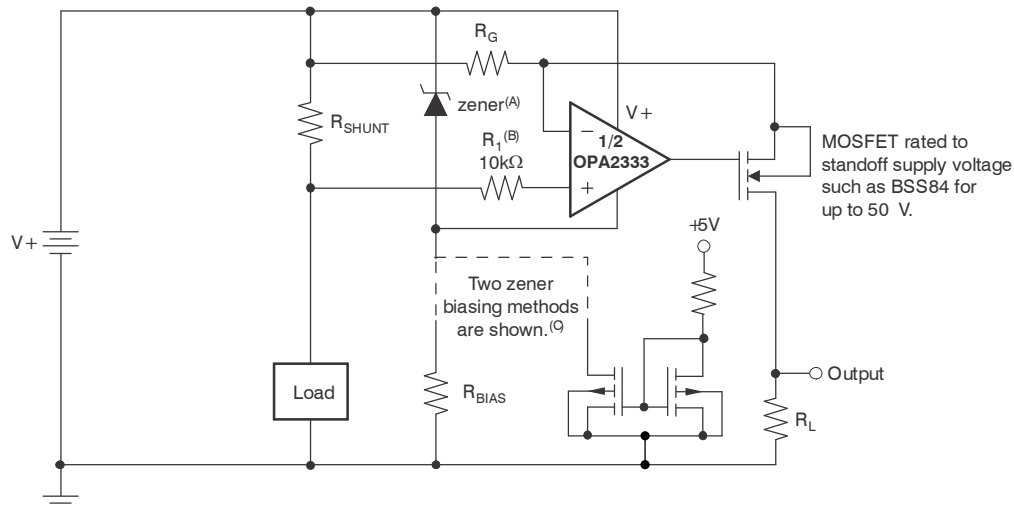 R_G
zener(A)
V+
R_SHUNT
R_1(B)
10kΩ
−
1/2
OPA2333
+
MOSFET rated to
standoff supply voltage
such as BSS84 for
up to 50 V.
V+
+5V
Two zener
biasing methods
are shown.(C)
Load
R_BIAS
Output
R_L